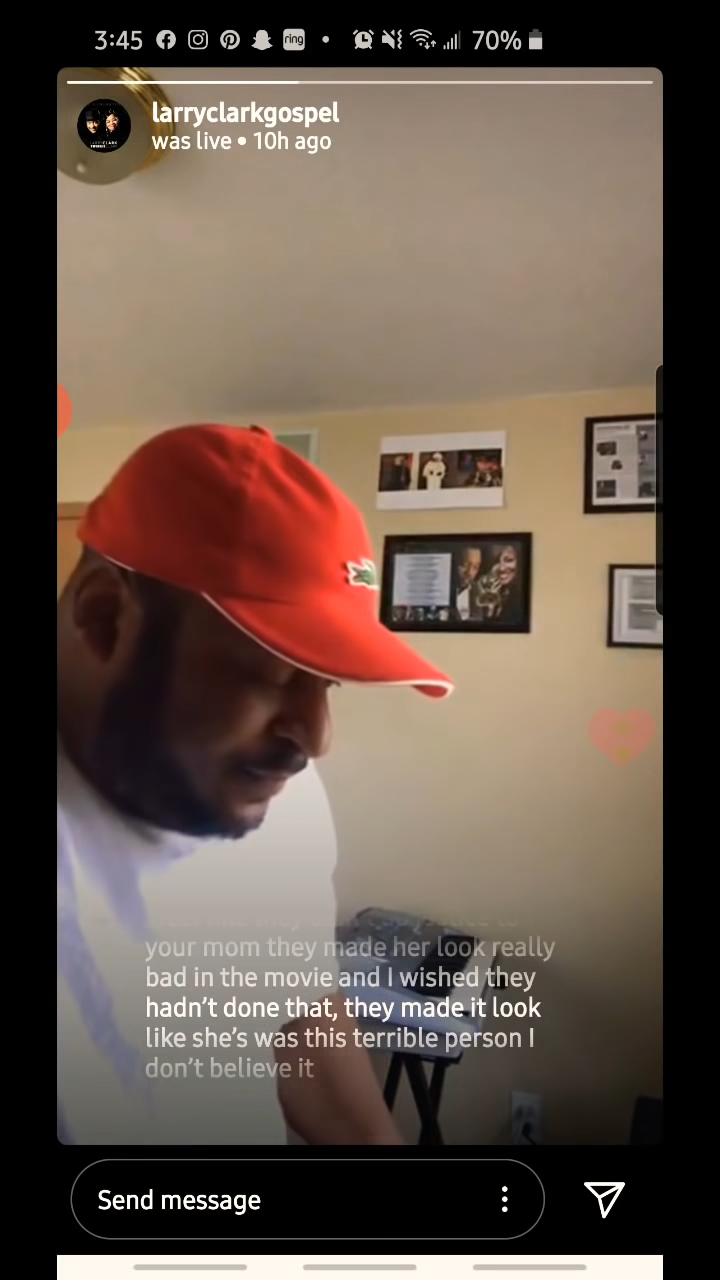 3:45 ring 70%
larryclarkgospel
was live • 10h ago
your mom they made her look really
bad in the movie and I wished they
hadn't done that, they made it look
like she's was this terrible person I
don't believe it
Send message